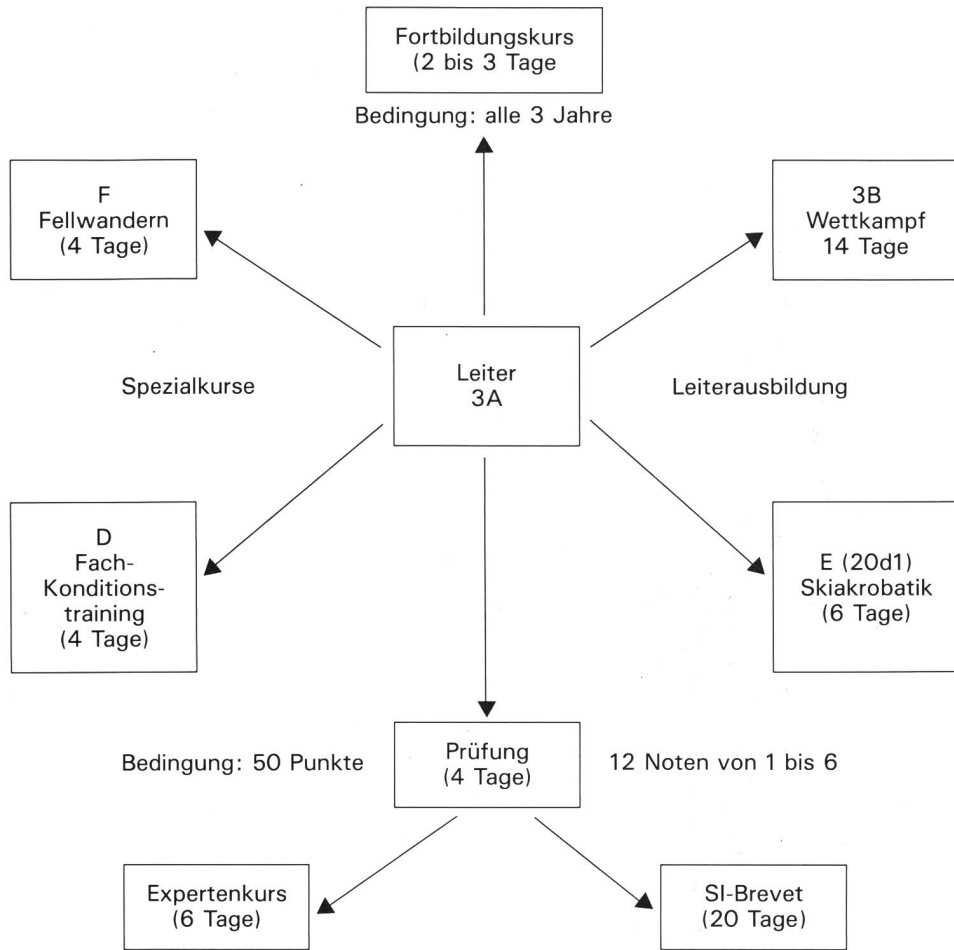 Fortbildungskurs
(2 bis 3 Tage
Bedingung: alle 3 Jahre
F
Fellwandern
(4 Tage)
3B
Wettkampf
14 Tage
Leiter
3A
Spezialkurse
Leiterausbildung
D
Fach-
Konditions-
training
(4 Tage)
E (20d1)
Skiakrobatik
(6 Tage)
Bedingung: 50 Punkte
Prüfung
(4 Tage)
12 Noten von 1 bis 6
Expertenkurs
(6 Tage)
SI-Brevet
(20 Tage)